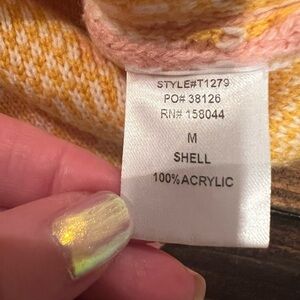 STYLE#T1279
PO# 38126
RN# 158044
M
SHELL
100% ACRYLIC